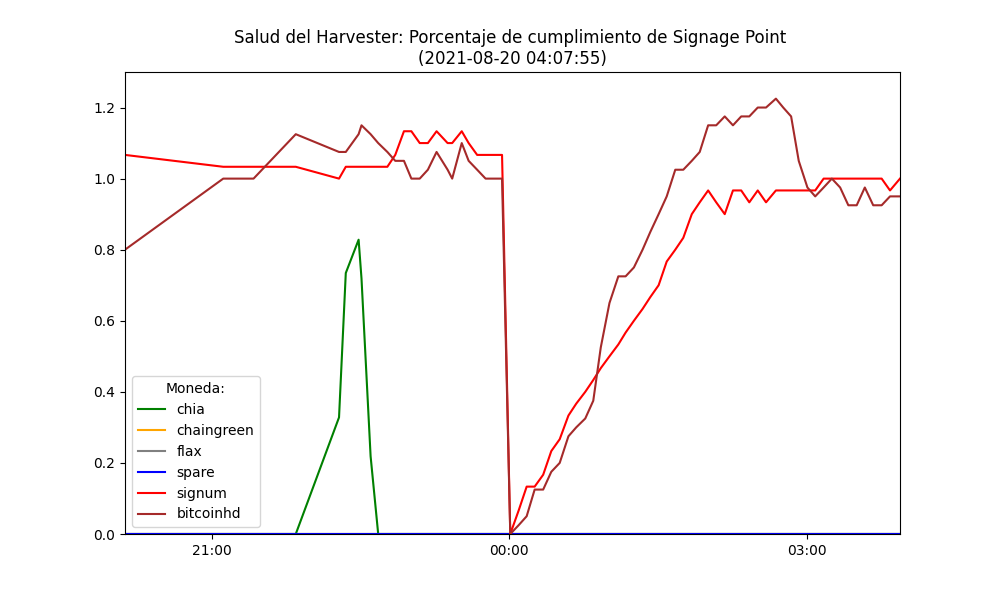 Salud del Harvester: Porcentaje de cumplimiento de Signage Point
(2021-08-20 04:07:55)
1.2
1.0
0.8
0.6
0.4
0.2
0.0
Moneda:
chia
chaingreen
flax
spare
signum
bitcoinhd
21:00
00:00
03:00